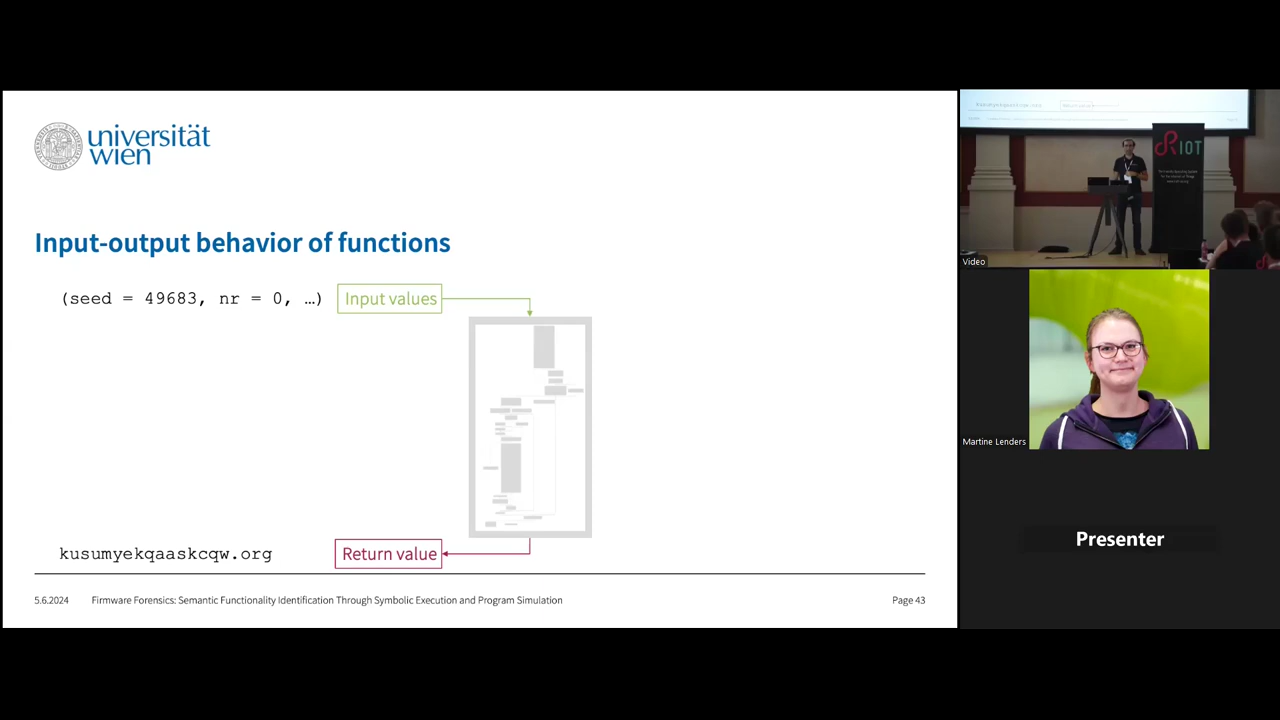 universität
wien
Input-output behavior of functions
(seed = 49683, nr = 0, …)
Input values
kusumyekqaaskcqw.org
Return value
5.6.2024
Firmware Forensics: Semantic Functionality Identification Through Symbolic Execution and Program Simulation
Page 43
RIOT
Video
Martine Lenders
Presenter